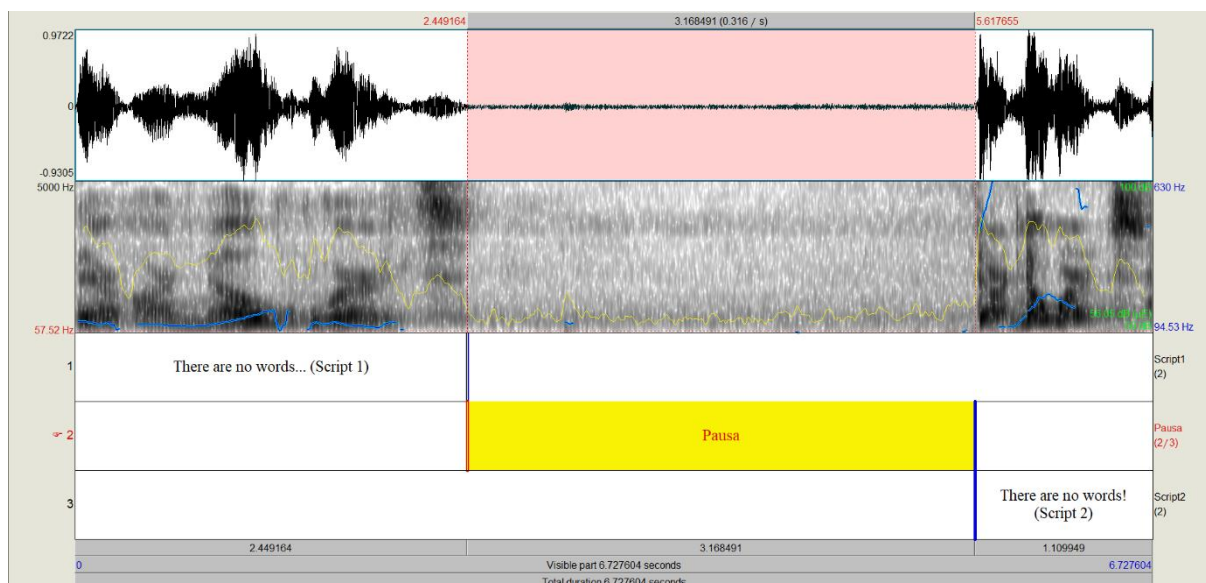 2.449164 3.168491 (0.316 / s) 5.617655
0.9722
0
-0.9305
5000 Hz 100 dB 630 Hz
57.52 Hz 94.53 Hz
1 There are no words... (Script 1) Script1
(2)
2 Pausa Pausa
(2/3)
3 There are no words! Script2
(Script 2) (2)
2.449164 3.168491 1.109949
0 Visible part 6.727604 seconds 6.727604
Total duration 6.727604 seconds